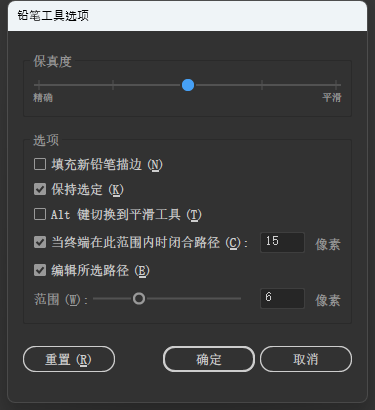 铅笔工具选项
保真度
精确 平滑
选项
填充新铅笔描边 (N)
保持选定 (K)
Alt 键切换到平滑工具 (T)
当终端在此范围内时闭合路径 (C): 15 像素
编辑所选路径 (E)
范围 (W): 6 像素
重置 (R) 确定 取消